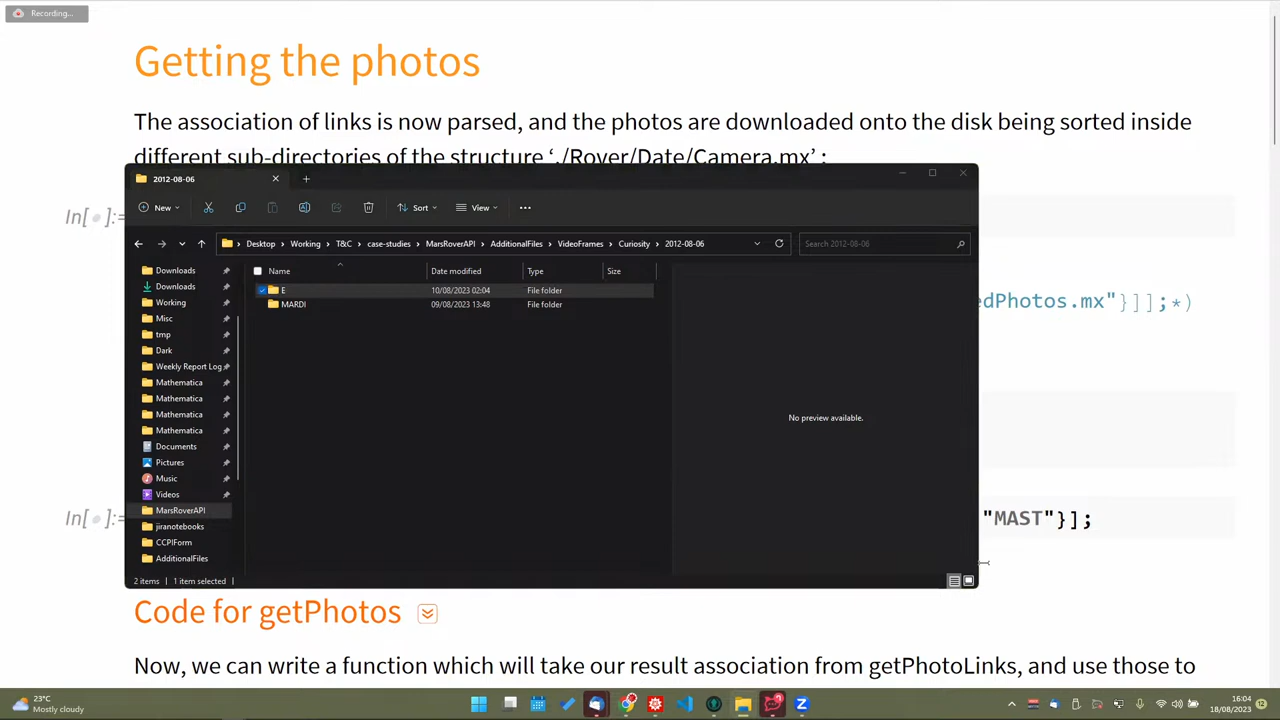 Recording...
Getting the photos
The association of links is now parsed, and the photos are downloaded onto the disk being sorted inside
different sub-directories of the structure ‘./Rover/Date/Camera.mx’ :
2012-08-06
In[ ]:=
New
Sort
View
Desktop > Working > T&C > case-studies > MarsRoverAPI > AdditionalFiles > VideoFrames > Curiosity > 2012-08-06
Search 2012-08-06
Name Date modified Type Size
E 10/08/2023 02:04 File folder
MARDI 09/08/2023 13:48 File folder
Downloads
Downloads
Working
Misc
tmp
Dark
Weekly Report Log
Mathematica
Mathematica
Mathematica
Mathematica
Documents
Pictures
Music
Videos
MarsRoverAPI
jiranotebooks
CCPIForm
AdditionalFiles
No preview available.
edPhotos.mx"}]];*)
In[ ]:=
"MAST"}];
2 items 1 item selected
Code for getPhotos
Now, we can write a function which will take our result association from getPhotoLinks, and use those to
23°C
Mostly cloudy
16:04
18/08/2023